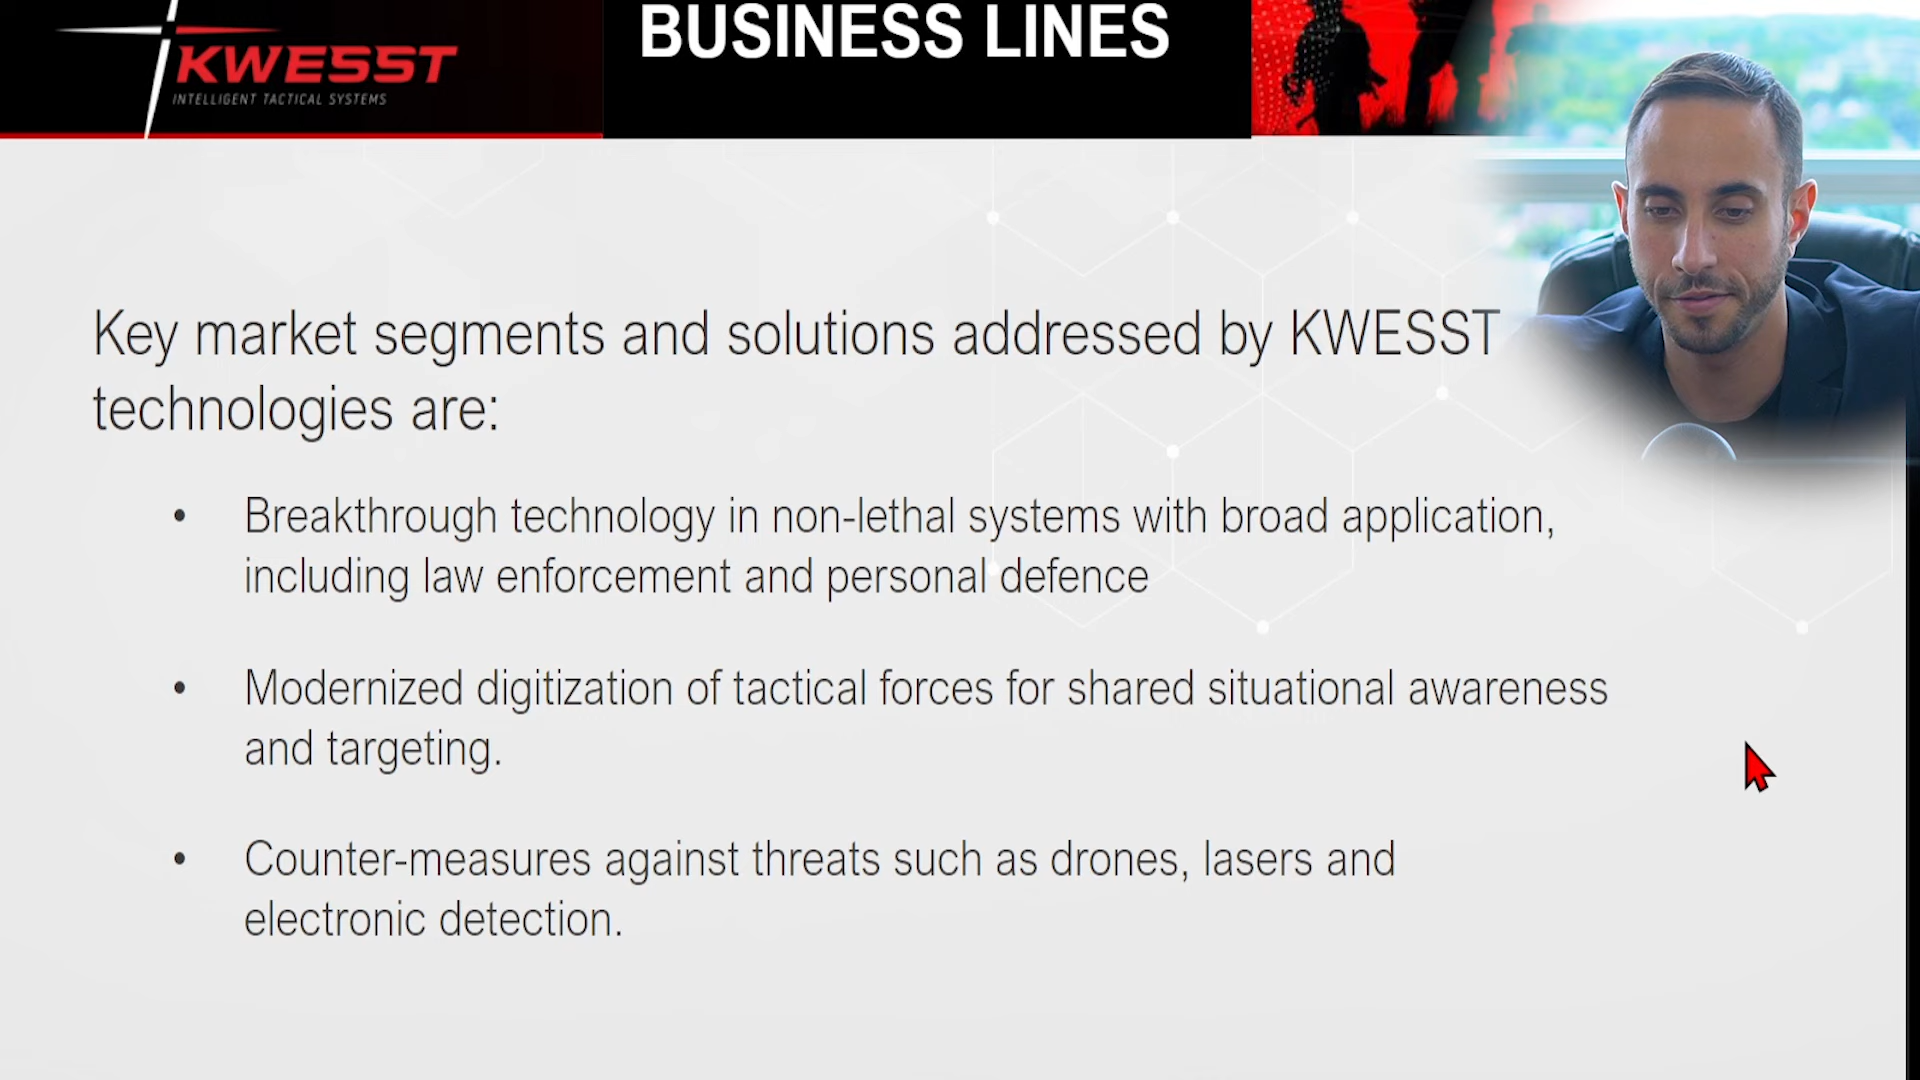 KWESST
INTELLIGENT TACTICAL SYSTEMS
BUSINESS LINES
Key market segments and solutions addressed by KWESST
technologies are:
• Breakthrough technology in non-lethal systems with broad application,
including law enforcement and personal defence
• Modernized digitization of tactical forces for shared situational awareness
and targeting.
• Counter-measures against threats such as drones, lasers and
electronic detection.